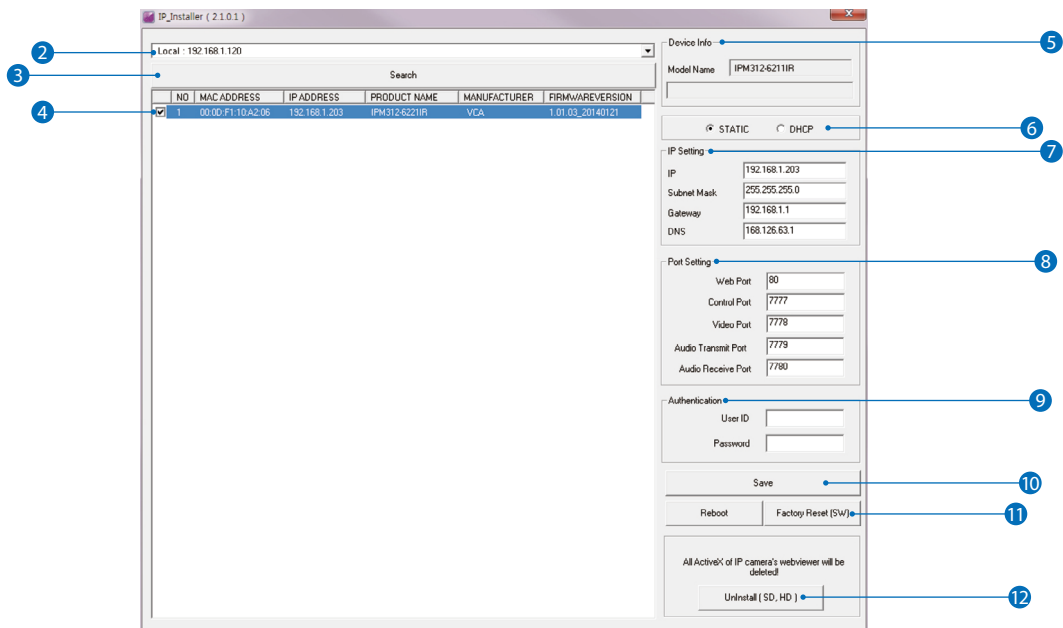 IP_Installer ( 2.1.0.1 )
2
Local : 192.168.1.120
3
Search
NO MAC ADDRESS IP ADDRESS PRODUCT NAME MANUFACTURER FIRMWAREVERSION
4
1 00:0D:F1:10:A2:06 192.168.1.203 IPM312-6221IR VCA 1.01.03_20140121
Device Info
5
Model Name IPM312-6211IR
STATIC DHCP
6
IP Setting
7
IP 192.168.1.203
Subnet Mask 255.255.255.0
Gateway 192.168.1.1
DNS 168.126.63.1
Port Setting
8
Web Port 80
Control Port 7777
Video Port 7778
Audio Transmit Port 7779
Audio Receive Port 7780
Authentication
9
User ID
Password
Save
10
Reboot Factory Reset (SW)
11
All ActiveX of IP camera's webviewer will be
deleted!
UnInstall ( SD, HD )
12